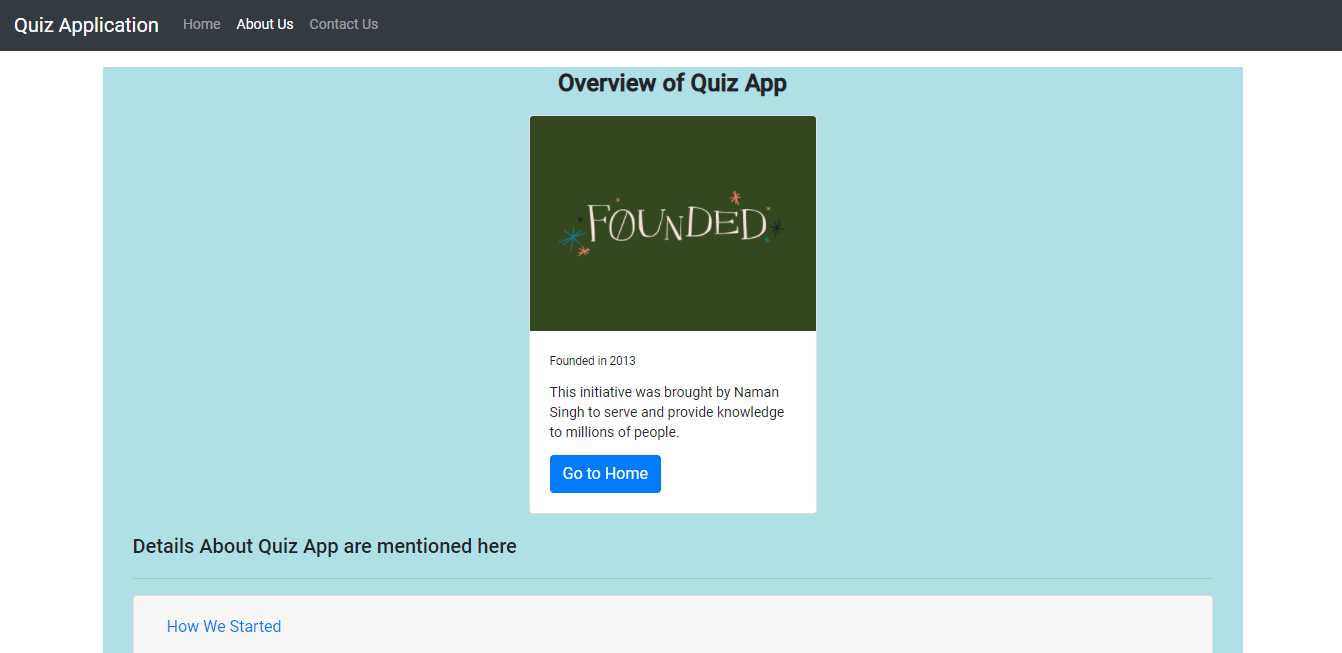 Quiz Application Home About Us Contact Us
Overview of Quiz App
FOUNDED
Founded in 2013
This initiative was brought by Naman
Singh to serve and provide knowledge
to millions of people.
Go to Home
Details About Quiz App are mentioned here
How We Started